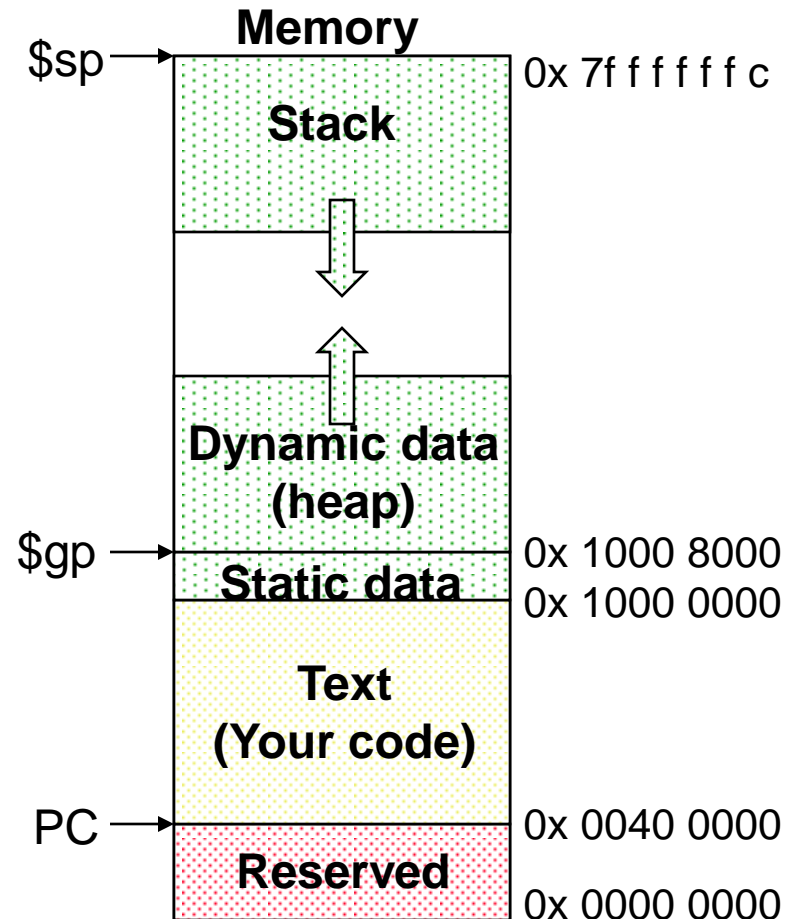 Memory
$sp
0x 7f f f f f f c
Stack
Dynamic data
(heap)
$gp
0x 1000 8000
Static data
0x 1000 0000
Text
(Your code)
PC
0x 0040 0000
Reserved
0x 0000 0000